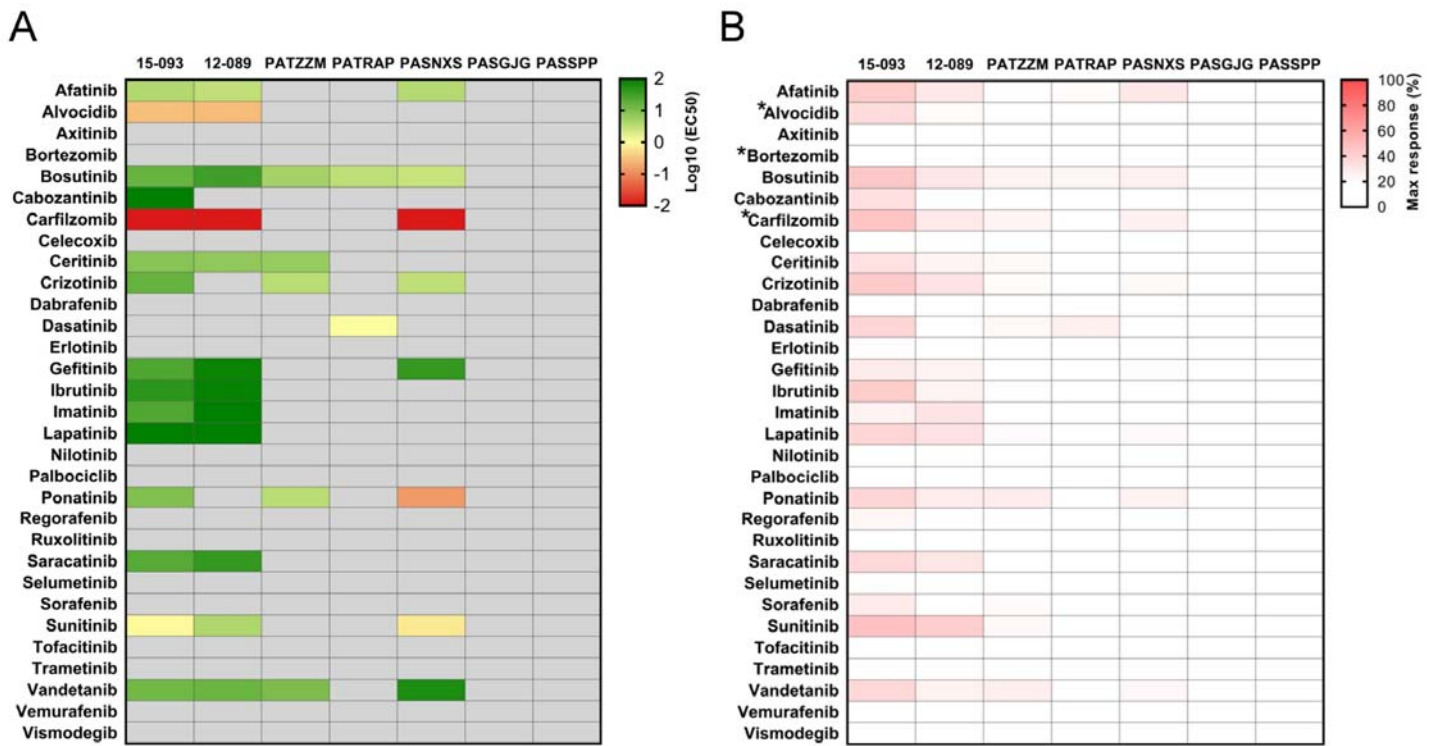 A
15-093 12-089 PATZZM PATRAP PASNXS PASGJG PASSPP
Afatinib
Alvocidib
Axitinib
Bortezomib
Bosutinib
Cabozantinib
Carfilzomib
Celecoxib
Ceritinib
Crizotinib
Dabrafenib
Dasatinib
Erlotinib
Gefitinib
Ibrutinib
Imatinib
Lapatinib
Nilotinib
Palbociclib
Ponatinib
Regorafenib
Ruxolitinib
Saracatinib
Selumetinib
Sorafenib
Sunitinib
Tofacitinib
Trametinib
Vandetanib
Vemurafenib
Vismodegib
2
1
0
-1
-2
Log10 (EC50)
B
15-093 12-089 PATZZM PATRAP PASNXS PASGJG PASSPP
Afatinib
*Alvocidib
Axitinib
*Bortezomib
Bosutinib
Cabozantinib
*Carfilzomib
Celecoxib
Ceritinib
Crizotinib
Dabrafenib
Dasatinib
Erlotinib
Gefitinib
Ibrutinib
Imatinib
Lapatinib
Nilotinib
Palbociclib
Ponatinib
Regorafenib
Ruxolitinib
Saracatinib
Selumetinib
Sorafenib
Sunitinib
Tofacitinib
Trametinib
Vandetanib
Vemurafenib
Vismodegib
100
80
60
40
20
0
Max response (%)